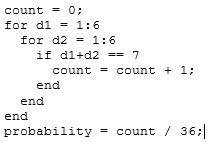 count = 0;
for d1 = 1:6
for d2 = 1:6
if d1+d2 == 7
count = count + 1;
end
end
end
probability = count / 36;